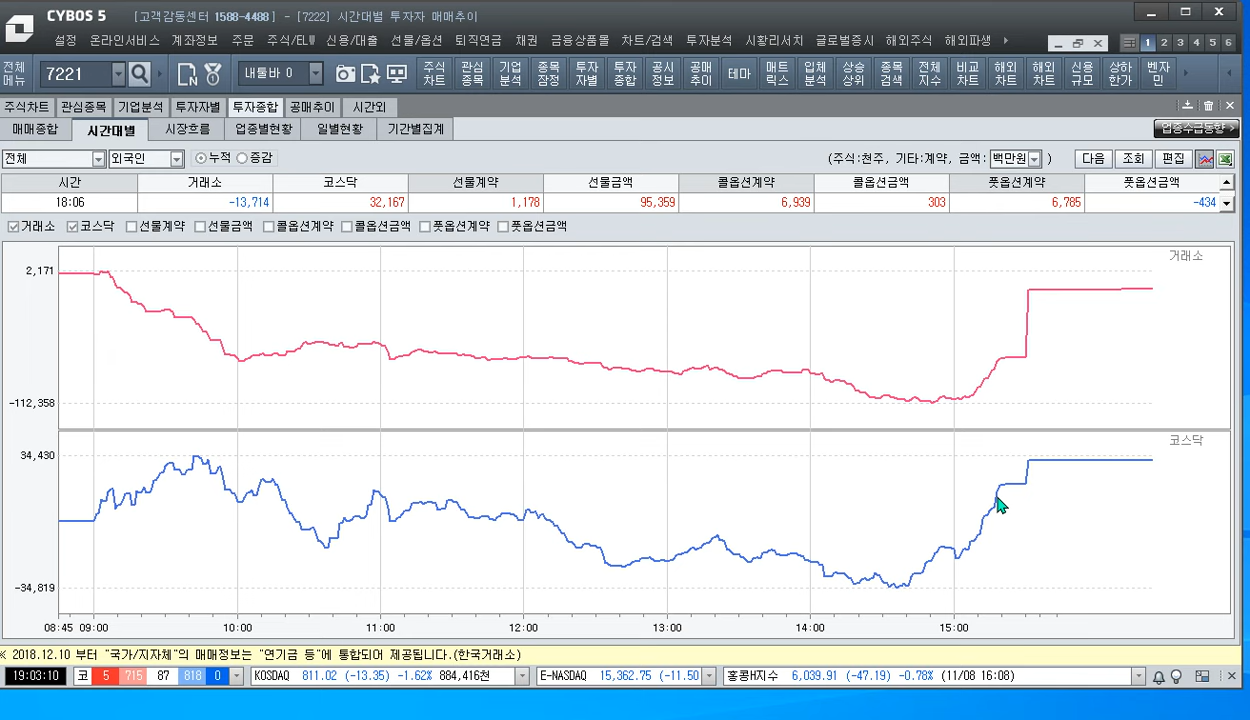 CYBOS 5 [고객감동센터 1588-4488] - [7222] 시간대별 투자자 매매추이
설정 온라인서비스 계좌정보 주문 주식/ELW 신용/대출 선물/옵션 퇴직연금 채권 금융상품몰 차트/검색 투자분석 시황리서치 글로벌증시 해외주식 해외파생 1 2 3 4 5 6
전체메뉴 7221 내툴바 0 주식차트 관심종목 기업분석 종목잠정 투자자별 투자종합 공시정보 공매추이 테마 매트릭스 입체분석 상승상위 종목검색 전체지수 비교차트 해외차트 해외차트 신용규모 상하한가 벤자민
주식차트 관심종목 기업분석 투자자별 투자종합 공매추이 시간외
매매종합 시간대별 시장흐름 업종별현황 일별현황 기간별집계 업종수급동향
전체 외국인 누적 증감 (주식:천주, 기타:계약, 금액: 백만원 ) 다음 조회 편집
시간 거래소 코스닥 선물계약 선물금액 콜옵션계약 콜옵션금액 풋옵션계약 풋옵션금액
18:06 -13,714 32,167 1,178 95,359 6,939 303 6,785 -434
거래소 코스닥 선물계약 선물금액 콜옵션계약 콜옵션금액 풋옵션계약 풋옵션금액
거래소
2,171
-112,358
코스닥
34,430
-34,819
08:45 09:00 10:00 11:00 12:00 13:00 14:00 15:00
※ 2018.12.10 부터 "국가/지자체"의 매매정보는 "연기금 등"에 통합되어 제공됩니다.(한국거래소)
19:03:10 코 5 715 87 818 0 KOSDAQ 811.02 (-13.35) -1.62% 884,416천 E-NASDAQ 15,362.75 (-11.50 홍콩H지수 6,039.91 (-47.19) -0.78% (11/08 16:08)